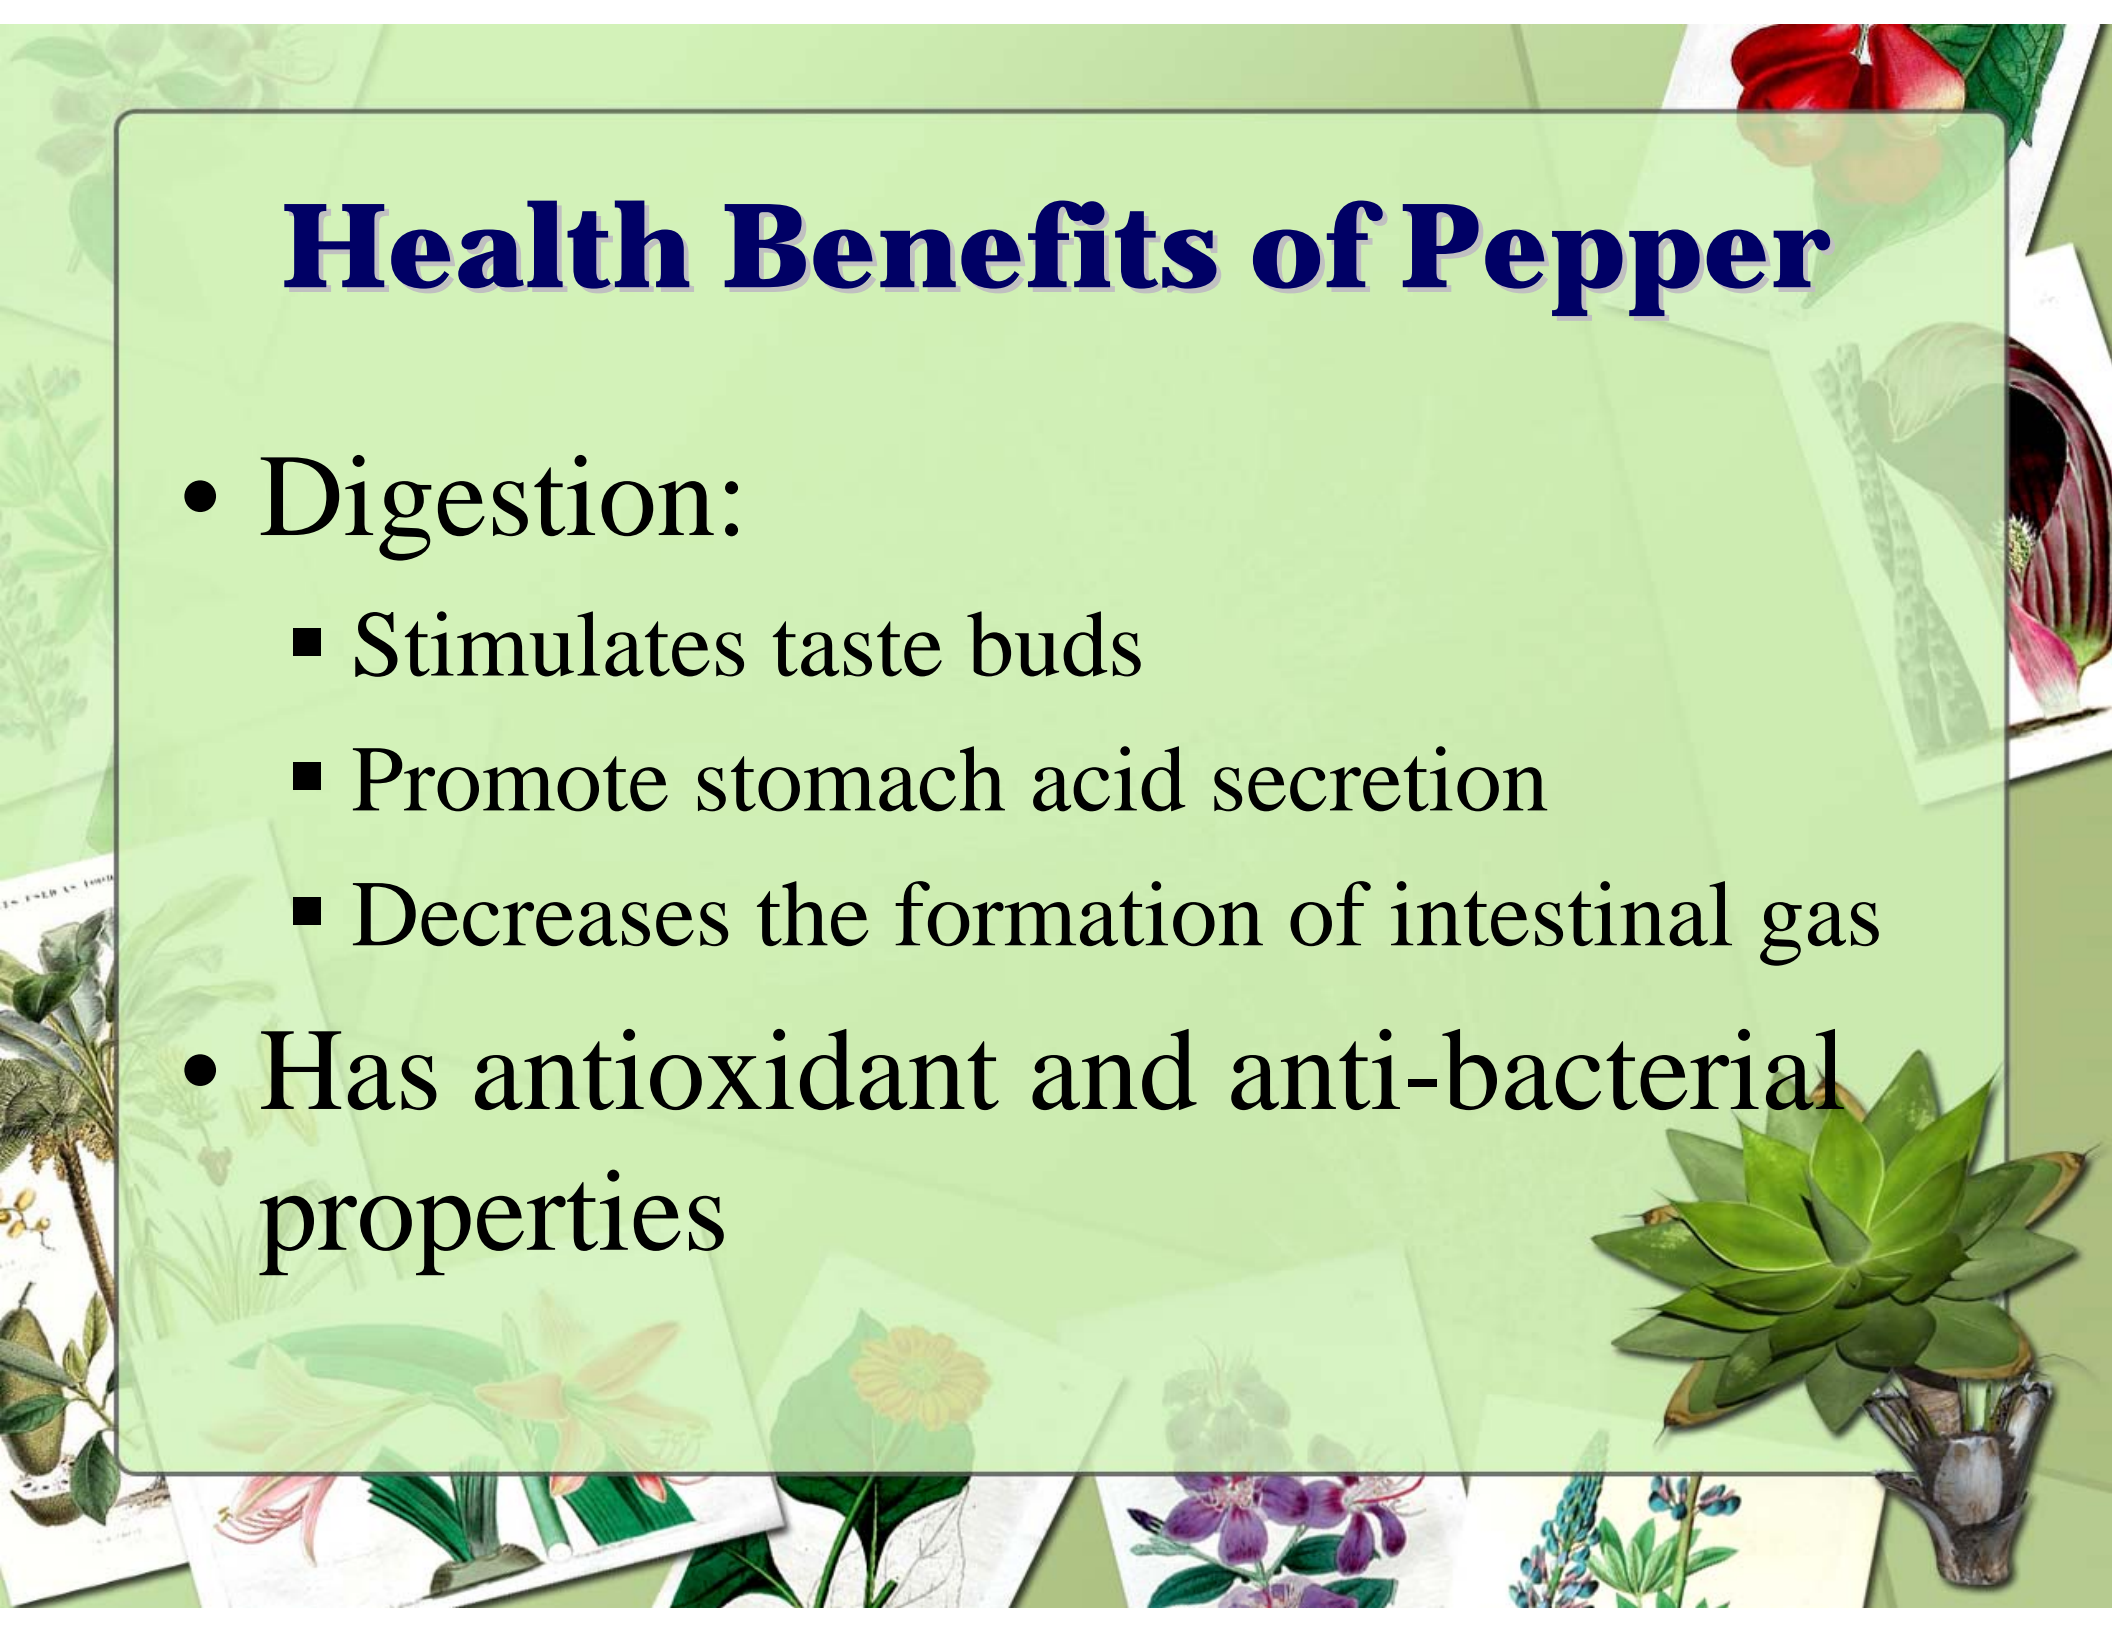 Health Benefits of Pepper
• Digestion:
▪ Stimulates taste buds
▪ Promote stomach acid secretion
▪ Decreases the formation of intestinal gas
• Has antioxidant and anti-bacterial
properties